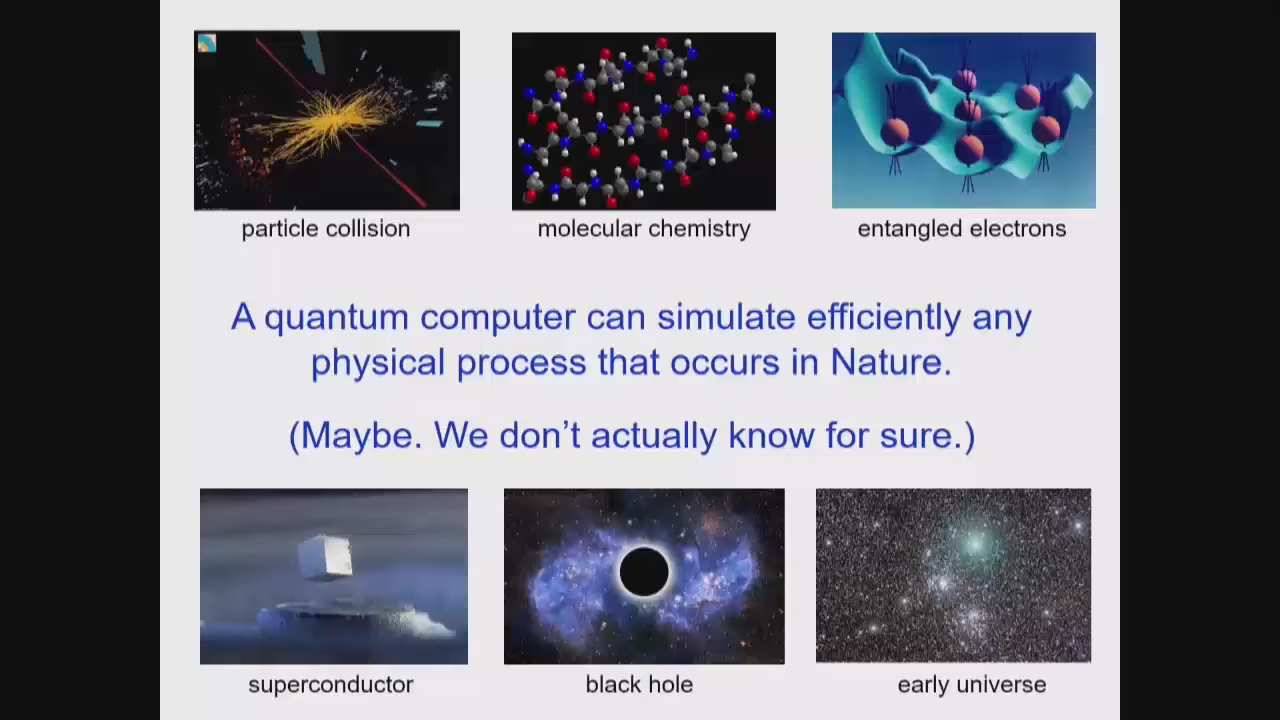 particle collision
molecular chemistry
entangled electrons
A quantum computer can simulate efficiently any
physical process that occurs in Nature.
(Maybe. We don’t actually know for sure.)
superconductor
black hole
early universe